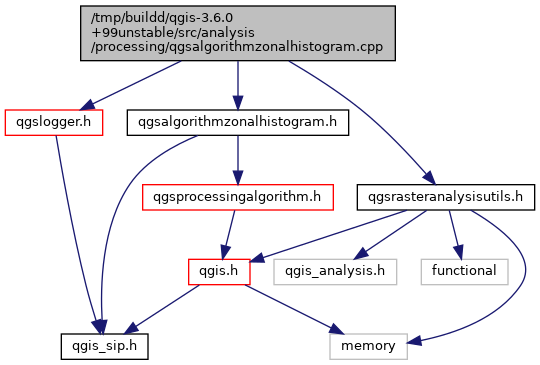 /tmp/buildd/qgis-3.6.0
+99unstable/src/analysis
/processing/qgsalgorithmzonalhistogram.cpp
qgslogger.h
qgsalgorithmzonalhistogram.h
qgsprocessingalgorithm.h
qgsrasteranalysisutils.h
qgis.h
qgis_analysis.h
functional
qgis_sip.h
memory